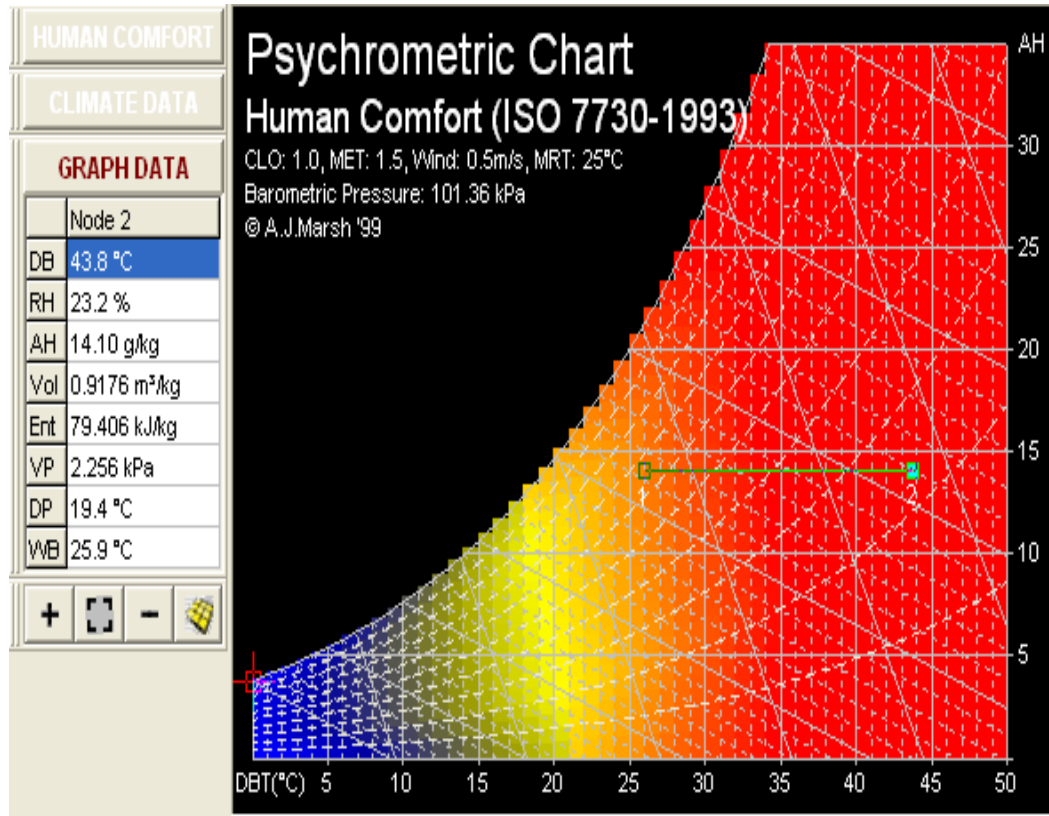 HUMAN COMFORT
CLIMATE DATA
GRAPH DATA
Node 2
DB 43.8 °C
RH 23.2 %
AH 14.10 g/kg
Vol 0.9176 m³/kg
Ent 79.406 kJ/kg
VP 2.256 kPa
DP 19.4 °C
WB 25.9 °C
+ -
Psychrometric Chart
Human Comfort (ISO 7730-1993)
CLO: 1.0, MET: 1.5, Wind: 0.5m/s, MRT: 25°C
Barometric Pressure: 101.36 kPa
© A.J.Marsh '99
AH
30
25
20
15
10
5
1 2
DBT(°C) 5 10 15 20 25 30 35 40 45 50